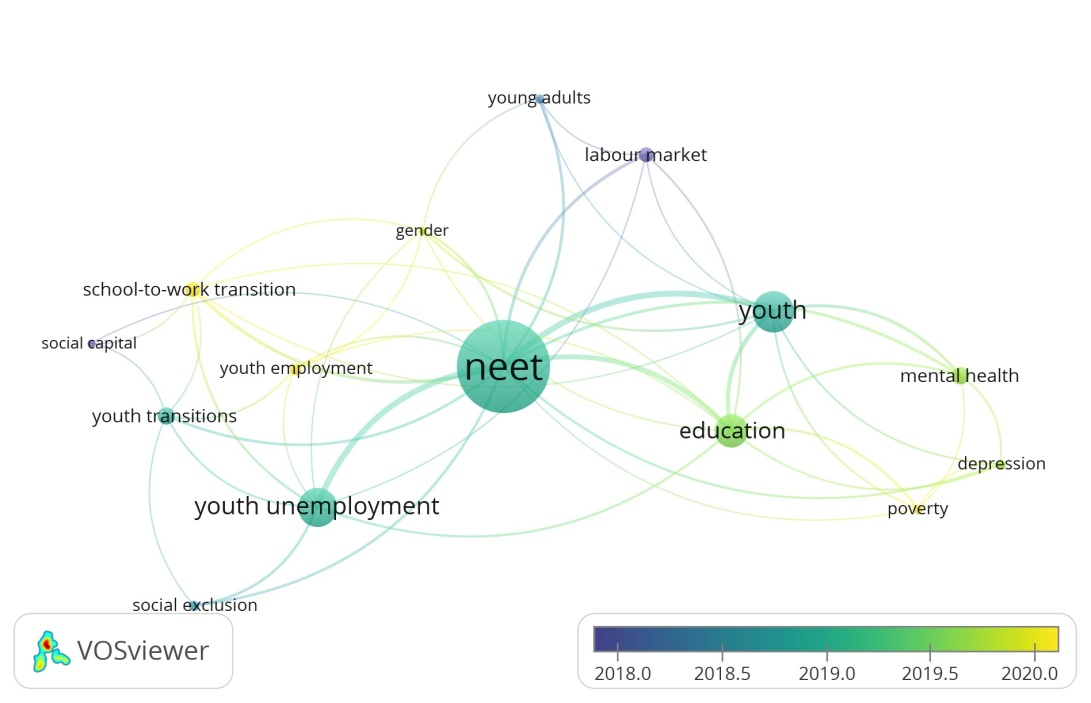 young adults
labour market
gender
school-to-work transition
youth
social capital
youth employment
neet
mental health
youth transitions
education
depression
youth unemployment
poverty
social exclusion
VOSviewer
2018.0 2018.5 2019.0 2019.5 2020.0